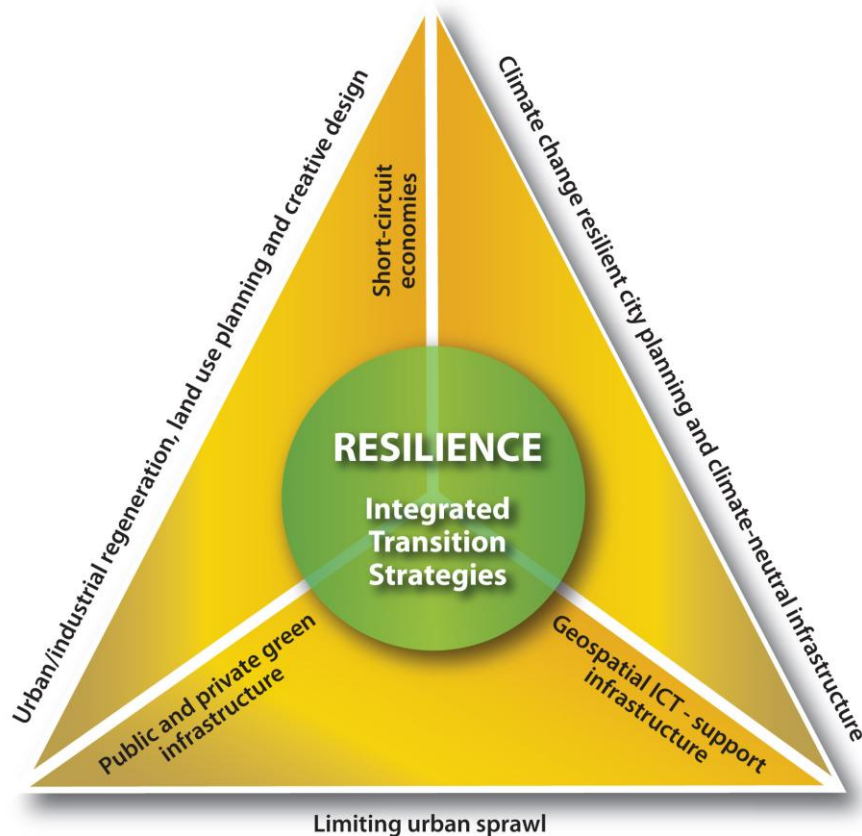 Urban/industrial regeneration, land use planning and creative design
Climate change resilient city planning and climate-neutral infrastructure
Short-circuit
economies
RESILIENCE
Integrated
Transition
Strategies
Public and private green
infrastructure
Geospatial ICT - support
infrastructure
Limiting urban sprawl